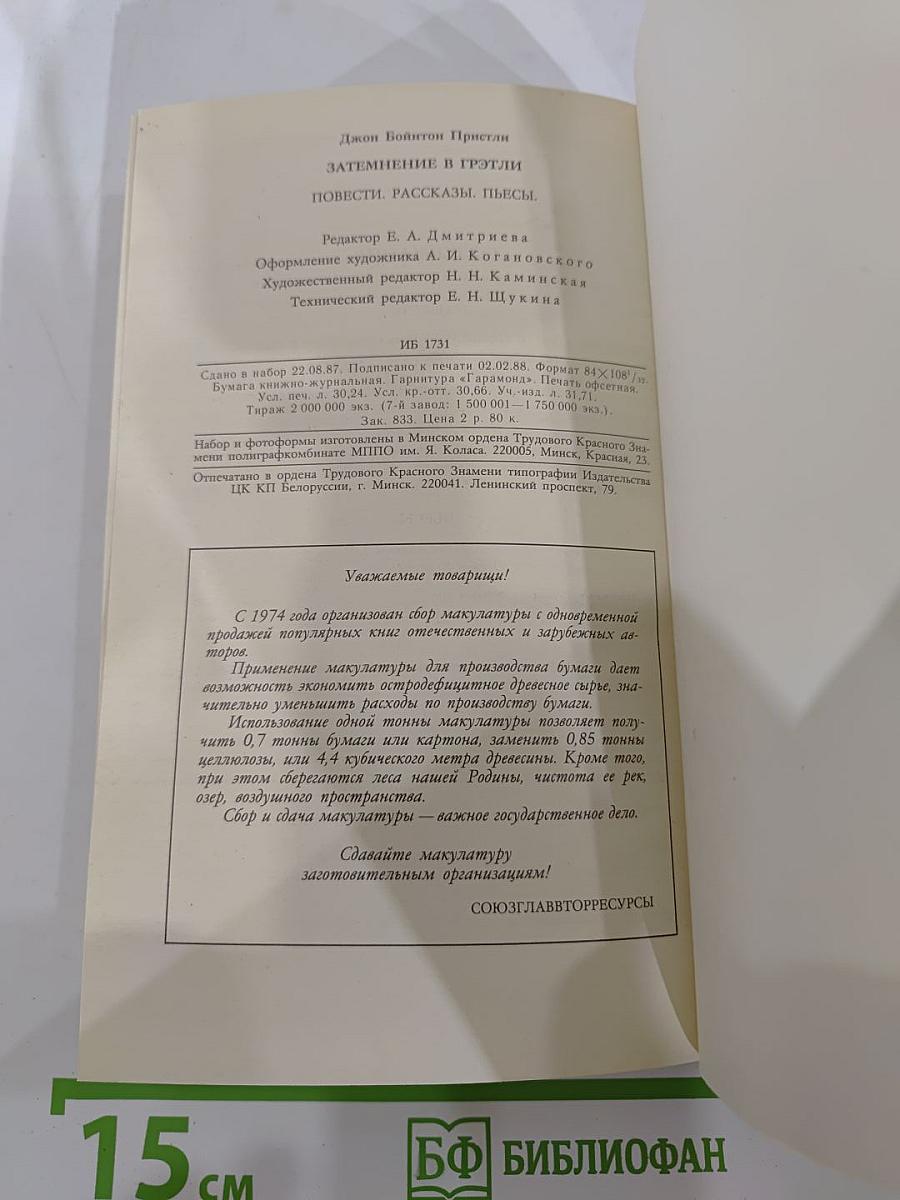 Джон Бойнтон Пристли
ЗАТЕМНЕНИЕ В ГРЭТЛИ
ПОВЕСТИ. РАССКАЗЫ. ПЬЕСЫ.
Редактор Е. А. Дмитриева
Оформление художника А. И. Когановского
Художественный редактор Н. Н. Каминская
Технический редактор Е. Н. Щукина
ИБ 1731
Сдано в набор 22.08.87. Подписано к печати 02.02.88. Формат 84×108¹/₃₂.
Бумага книжно-журнальная. Гарнитура «Гарамонд». Печать офсетная.
Усл. печ. л. 30,24. Усл. кр.-отт. 30,66. Уч.-изд. л. 31,71.
Тираж 2 000 000 экз. (7-й завод: 1 500 001—1 750 000 экз.).
Зак. 833. Цена 2 р. 80 к.
Набор и фотоформы изготовлены в Минском ордена Трудового Красного Зна-
мени полиграфкомбинате МППО им. Я. Коласа. 220005, Минск, Красная, 23.
Отпечатано в ордена Трудового Красного Знамени типографии Издательства
ЦК КП Белоруссии, г. Минск. 220041. Ленинский проспект, 79.
Уважаемые товарищи!
С 1974 года организован сбор макулатуры с одновременной
продажей популярных книг отечественных и зарубежных ав-
торов.
Применение макулатуры для производства бумаги дает
возможность экономить остродефицитное древесное сырье, зна-
чительно уменьшить расходы по производству бумаги.
Использование одной тонны макулатуры позволяет полу-
чить 0,7 тонны бумаги или картона, заменить 0,85 тонны
целлюлозы, или 4,4 кубического метра древесины. Кроме того,
при этом сберегаются леса нашей Родины, чистота ее рек,
озер, воздушного пространства.
Сбор и сдача макулатуры — важное государственное дело.
Сдавайте макулатуру
заготовительным организациям!
СОЮЗГЛАВВТОРРЕСУРСЫ
15 см
БФ БИБЛИОФАН